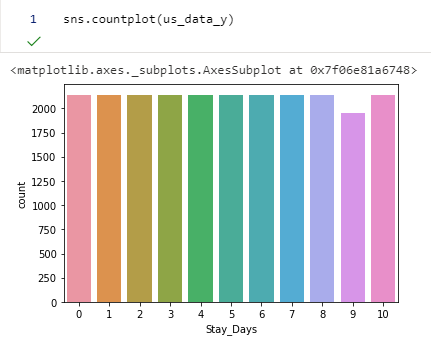 1 sns.countplot(us_data_y)
<matplotlib.axes._subplots.AxesSubplot at 0x7f06e81a6748>
2000
1750
1500
1250
1000
750
500
250
0
count
0 1 2 3 4 5 6 7 8 9 10
Stay_Days